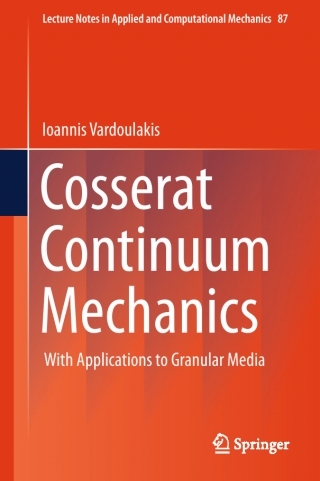 Lecture Notes in Applied and Computational Mechanics 87
Ioannis Vardoulakis
Cosserat
Continuum
Mechanics
With Applications to Granular Media
Springer